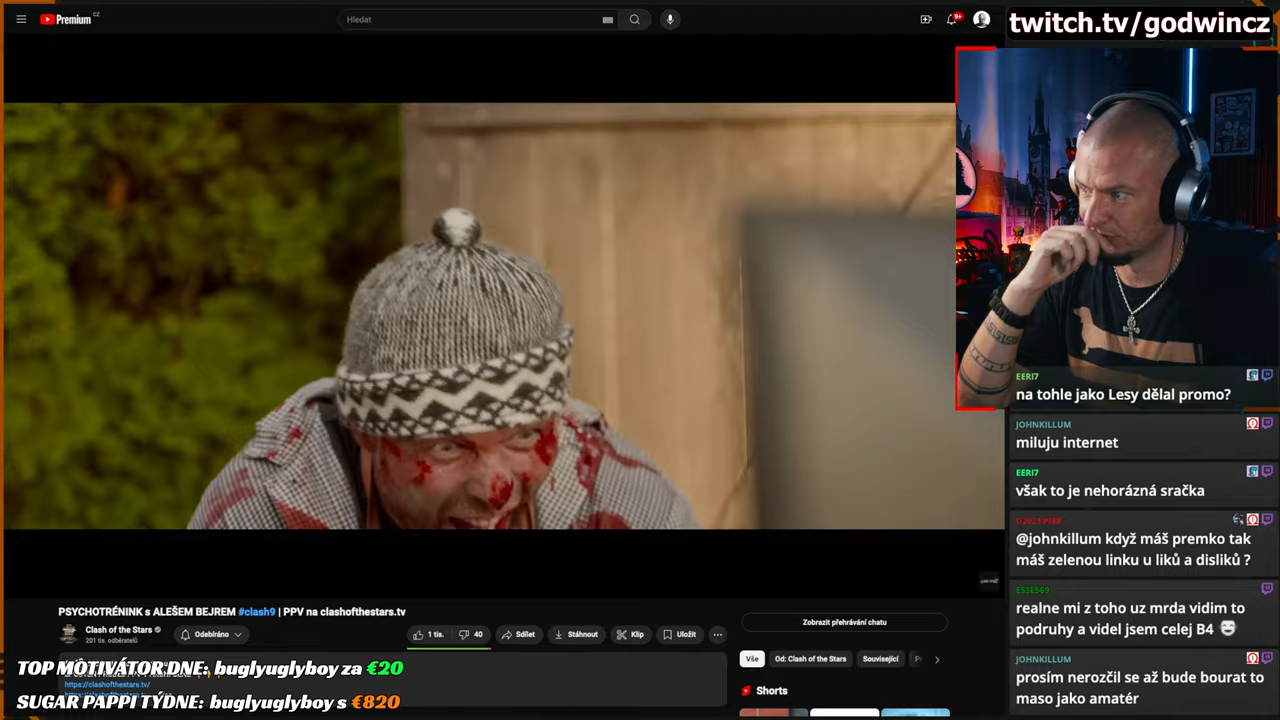 Premium CZ
Hledat
9+
twitch.tv/godwincz
EERI7
na tohle jako Lesy dělal promo?
JOHNKILLUM
miluju internet
EERI7
však to je nehorázná sračka
@johnkillum když máš premko tak
máš zelenou linku u liků a disliků ?
ESSE569
realne mi z toho uz mrda vidim to
podruhy a videl jsem celej B4
JOHNKILLUM
prosím nerozčil se až bude bourat to
maso jako amatér
PSYCHOTRÉNINK s ALEŠEM BEJREM #clash9 | PPV na clashofthestars.tv
Clash of the Stars
201 tis. odběratelů
Odebíráno
1 tis.
40
Sdílet
Stáhnout
Klip
Uložit
Zobrazit přehrávání chatu
Vše
Od: Clash of the Stars
Související
Shorts
TOP MOTIVÁTOR DNE: buglyuglyboy za €20
https://clashofthestars.tv/
SUGAR PAPPI TÝDNE: buglyuglyboy s €820